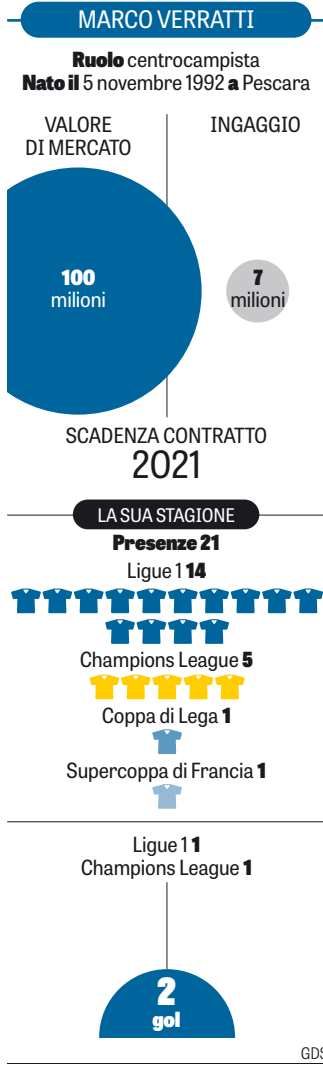 MARCO VERRATTI
Ruolo centrocampista
Nato il 5 novembre 1992 a Pescara
VALORE
DI MERCATO
INGAGGIO
100
milioni
7
milioni
SCADENZA CONTRATTO
2021
LA SUA STAGIONE
Presenze 21
Ligue 1 14
Champions League 5
Coppa di Lega 1
Supercoppa di Francia 1
Ligue 1 1
Champions League 1
2
gol
GDS